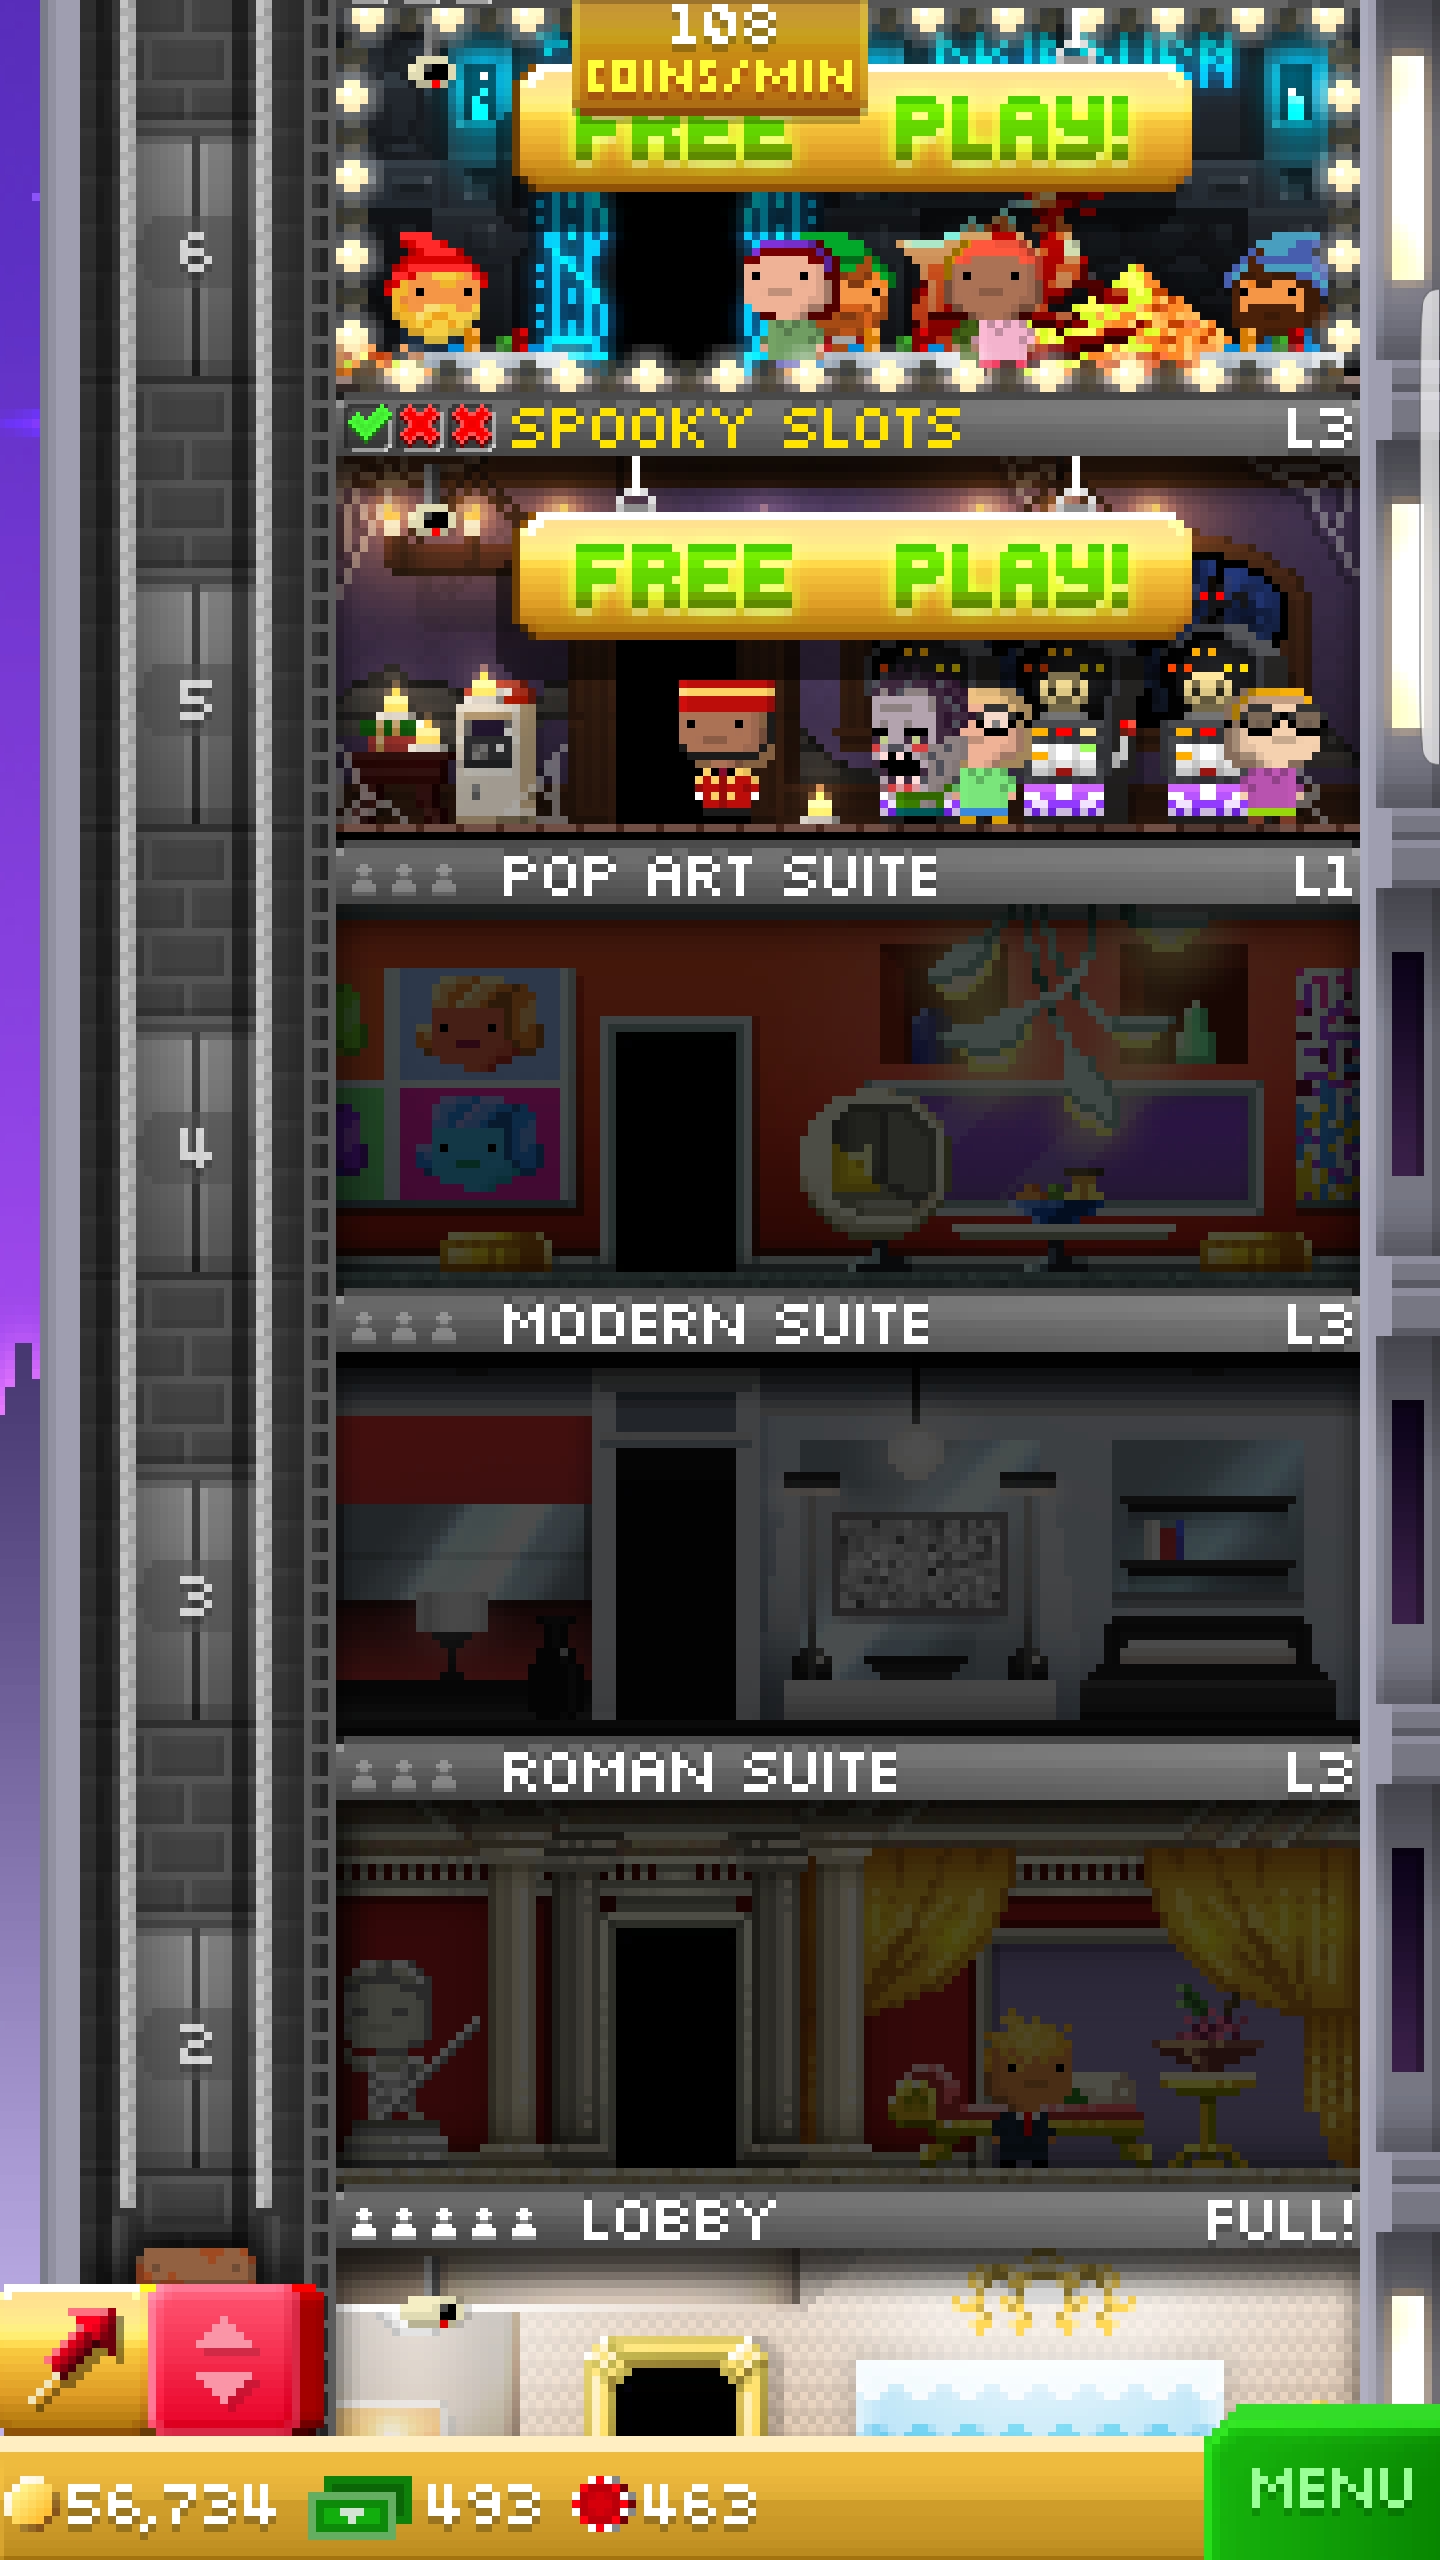 108
COINS/MIN
FREE PLAY!
6
SPOOKY SLOTS L3
FREE PLAY!
5
POP ART SUITE L1
4
MODERN SUITE L3
3
ROMAN SUITE L3
2
LOBBY FULL!
56,734 493 463
MENU